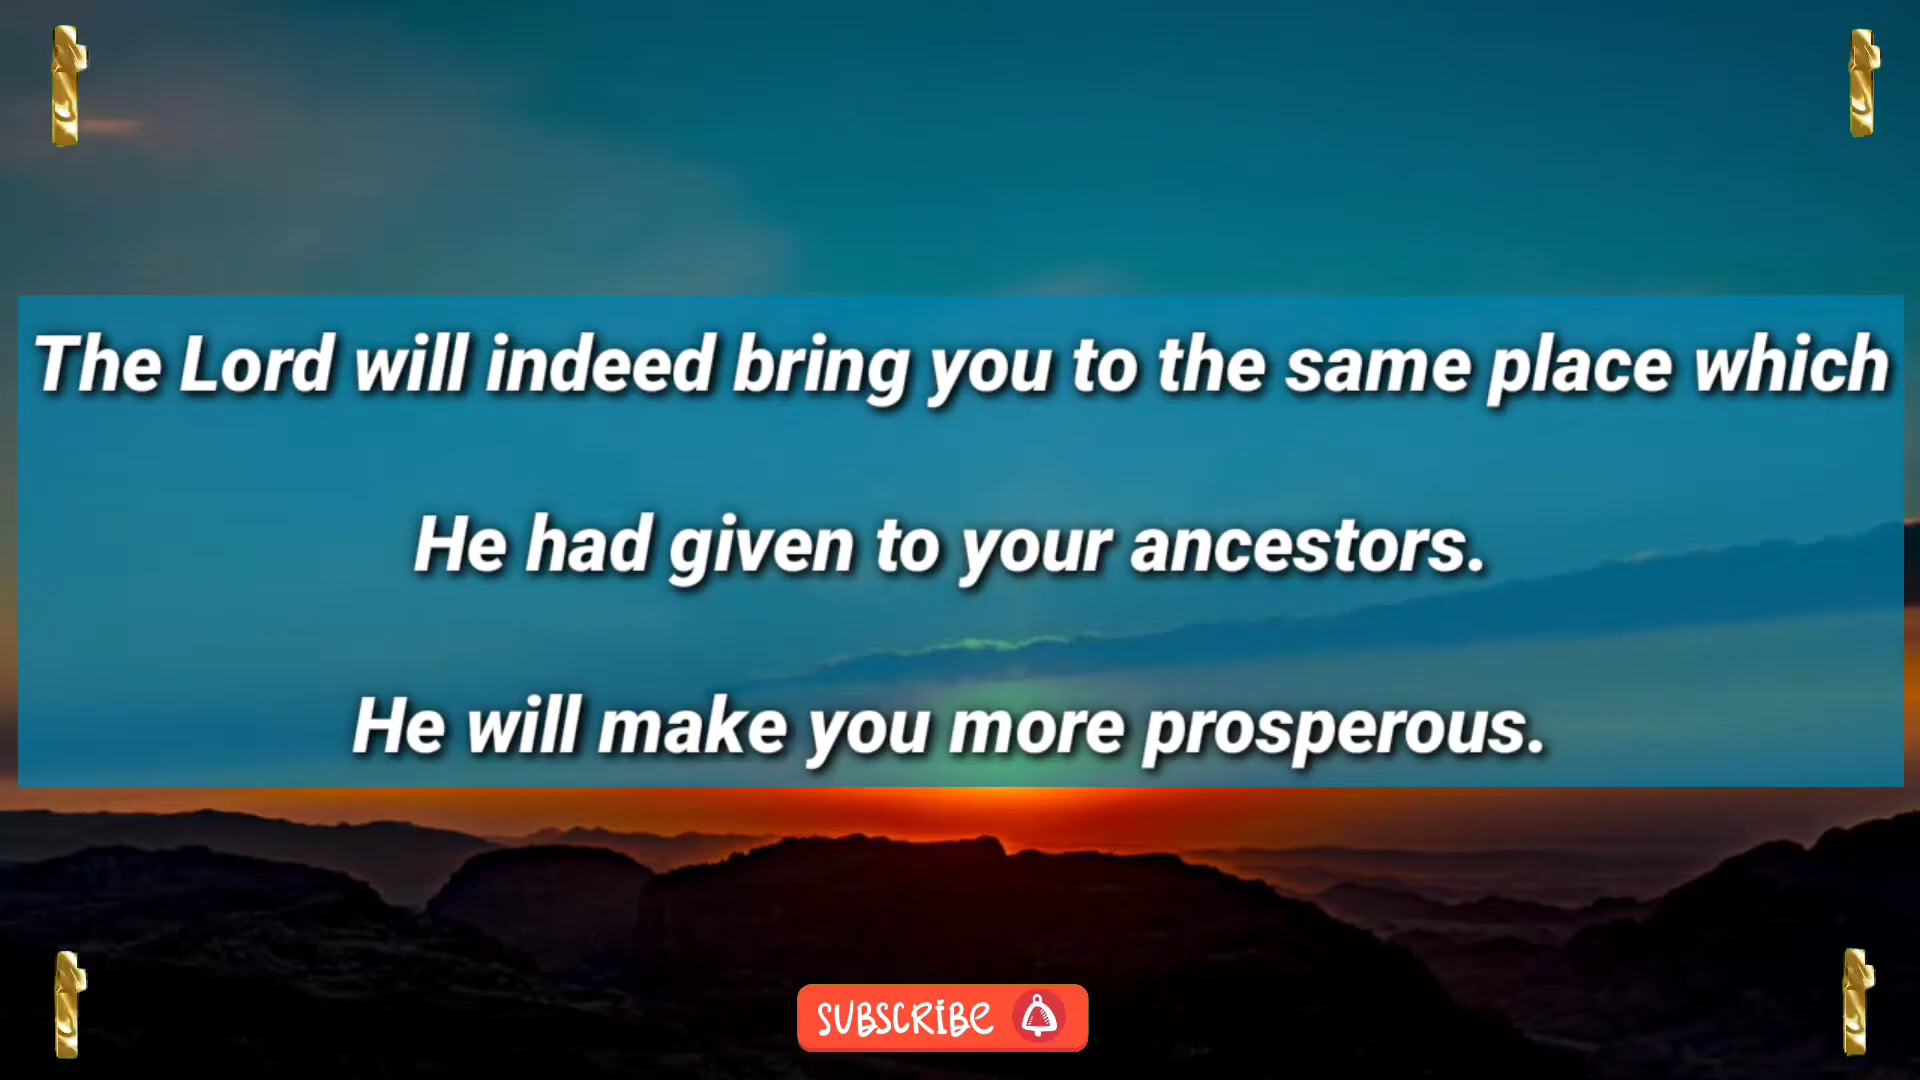 The Lord will indeed bring you to the same place which
He had given to your ancestors.
He will make you more prosperous.
SUBSCRIBE